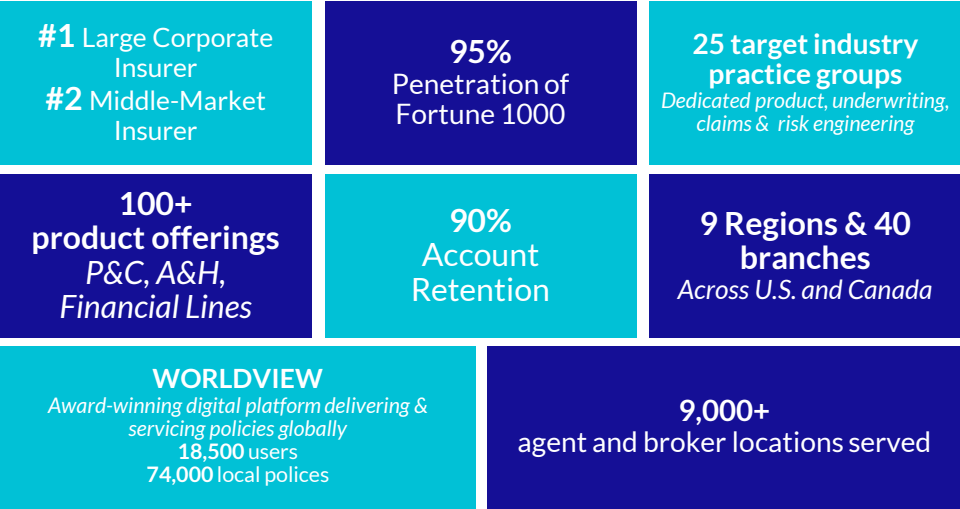 #1 Large Corporate
Insurer
#2 Middle-Market
Insurer
95%
Penetration of
Fortune 1000
25 target industry
practice groups
Dedicated product, underwriting,
claims & risk engineering
100+
product offerings
P&C, A&H,
Financial Lines
90%
Account
Retention
9 Regions & 40
branches
Across U.S. and Canada
WORLDVIEW
Award-winning digital platform delivering &
servicing policies globally
18,500 users
74,000 local polices
9,000+
agent and broker locations served